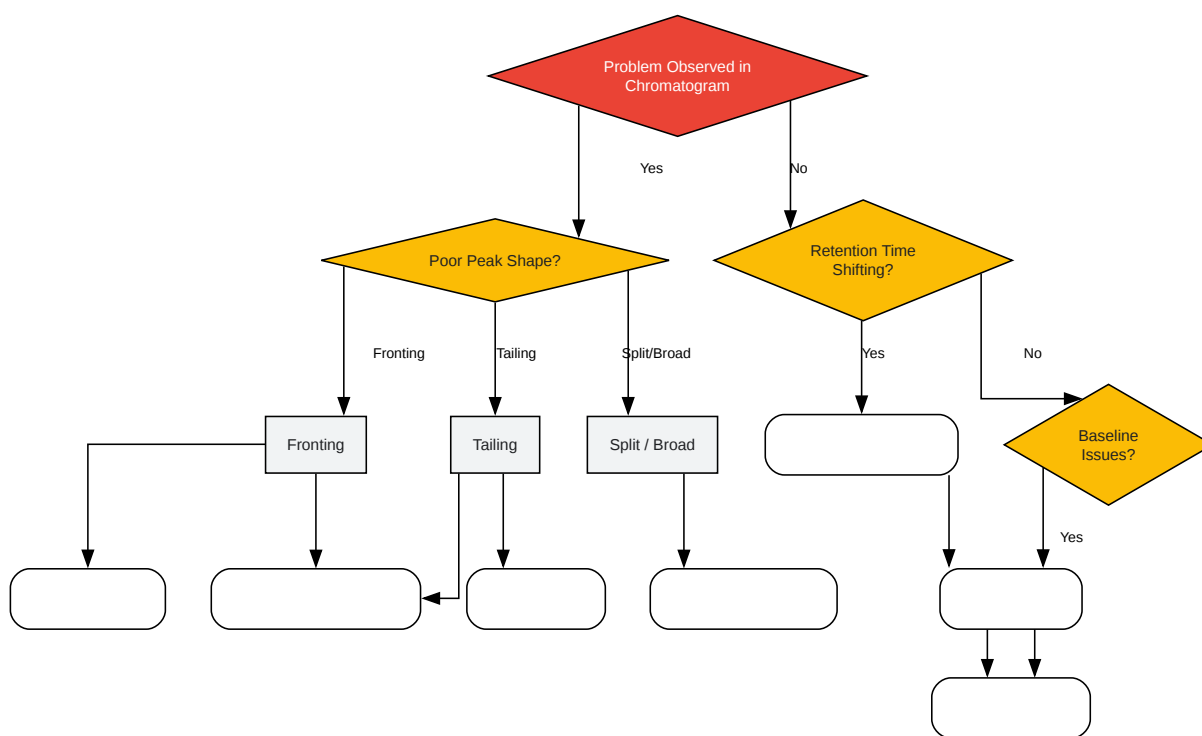 Problem Observed in
Chromatogram
Yes
No
Poor Peak Shape?
Retention Time
Shifting?
Fronting
Tailing
Split/Broad
Yes
No
Fronting
Tailing
Split / Broad
Baseline
Issues?
Yes